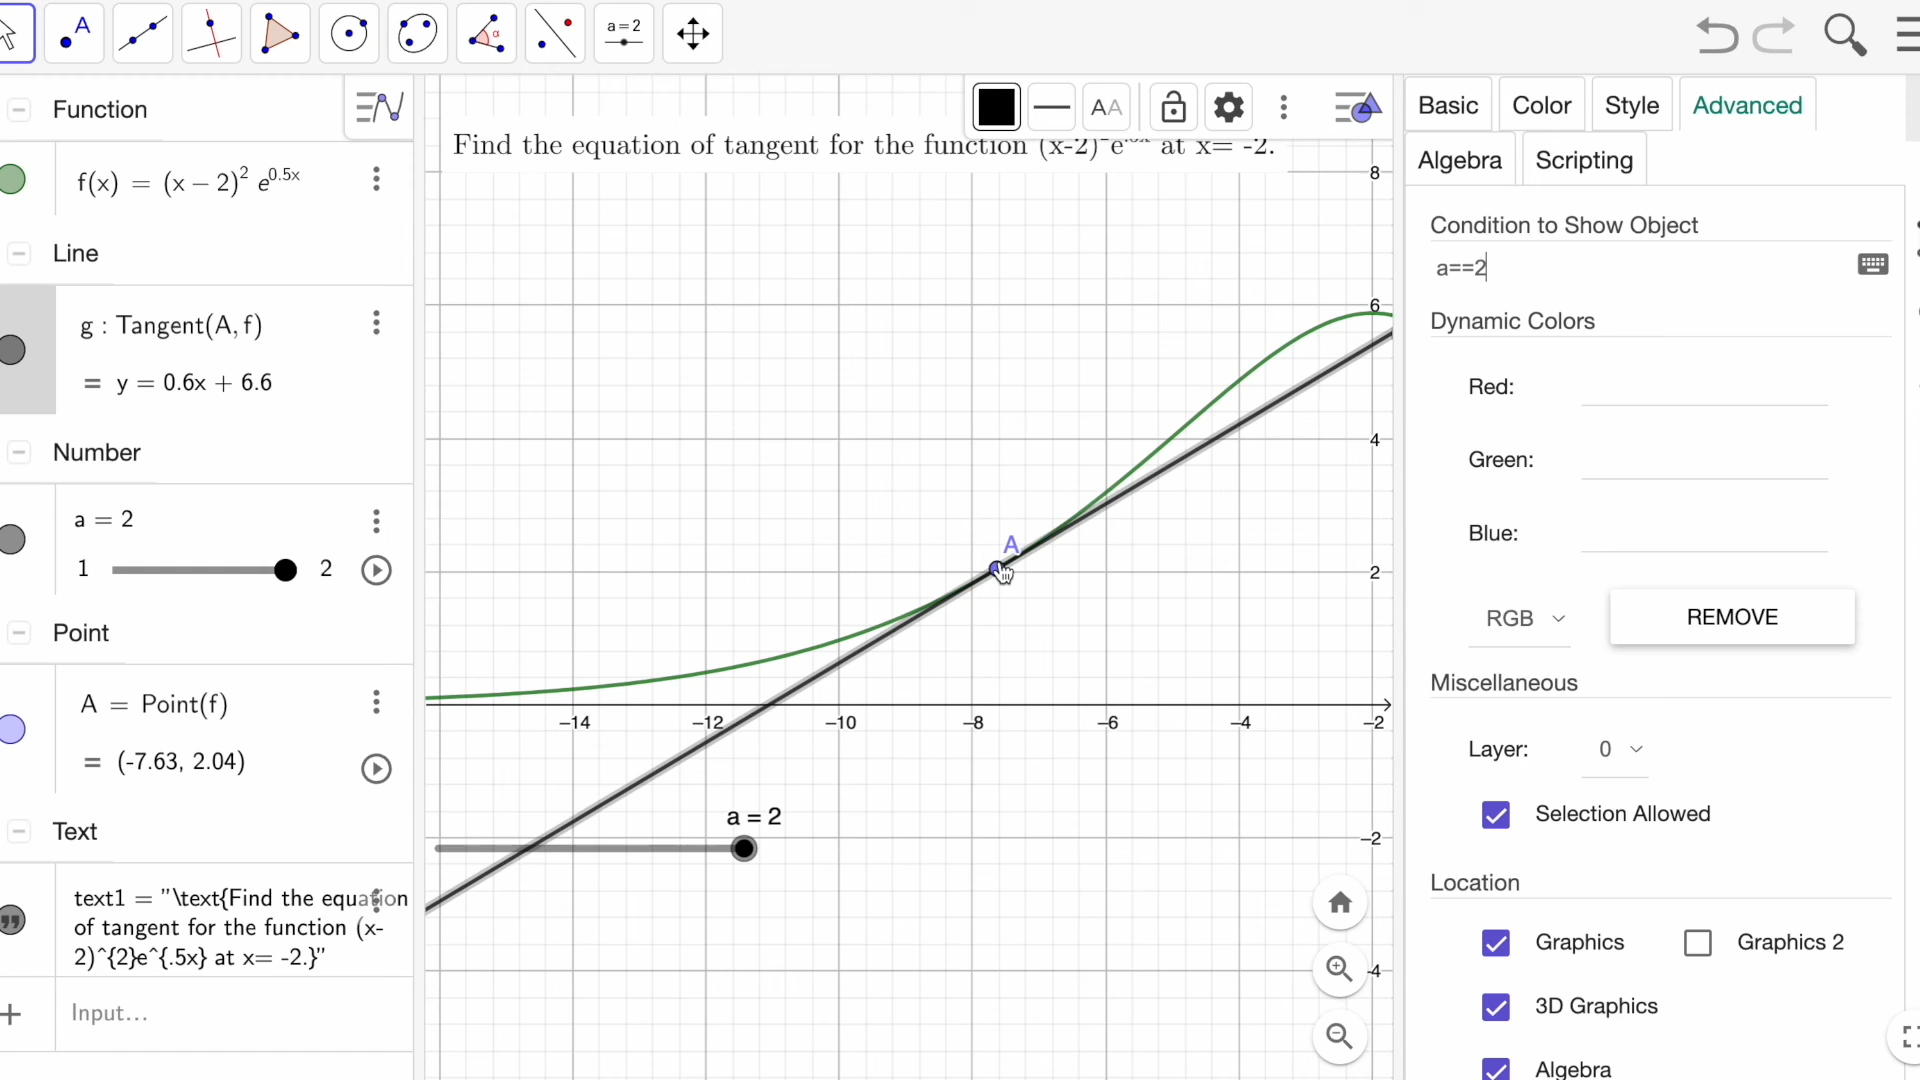 A
α
a = 2
Function
f(x) = (x − 2)² e^0.5x
Line
g : Tangent(A, f)
= y = 0.6x + 6.6
Number
a = 2
1 2
Point
A = Point(f)
= (-7.63, 2.04)
Text
text1 = "\text{Find the equation
of tangent for the function (x-
2)^{2}e^{.5x} at x= -2.}"
Input...
AA
Find the equation of tangent for the function (x-2) e at x= -2.
8
6
4
2
A
−14 −12 −10 −8 −6 −4 −2
a = 2
−2
−4
Basic Color Style Advanced
Algebra Scripting
Condition to Show Object
a==2
Dynamic Colors
Red:
Green:
Blue:
RGB REMOVE
Miscellaneous
Layer: 0
Selection Allowed
Location
Graphics Graphics 2
3D Graphics
Algebra